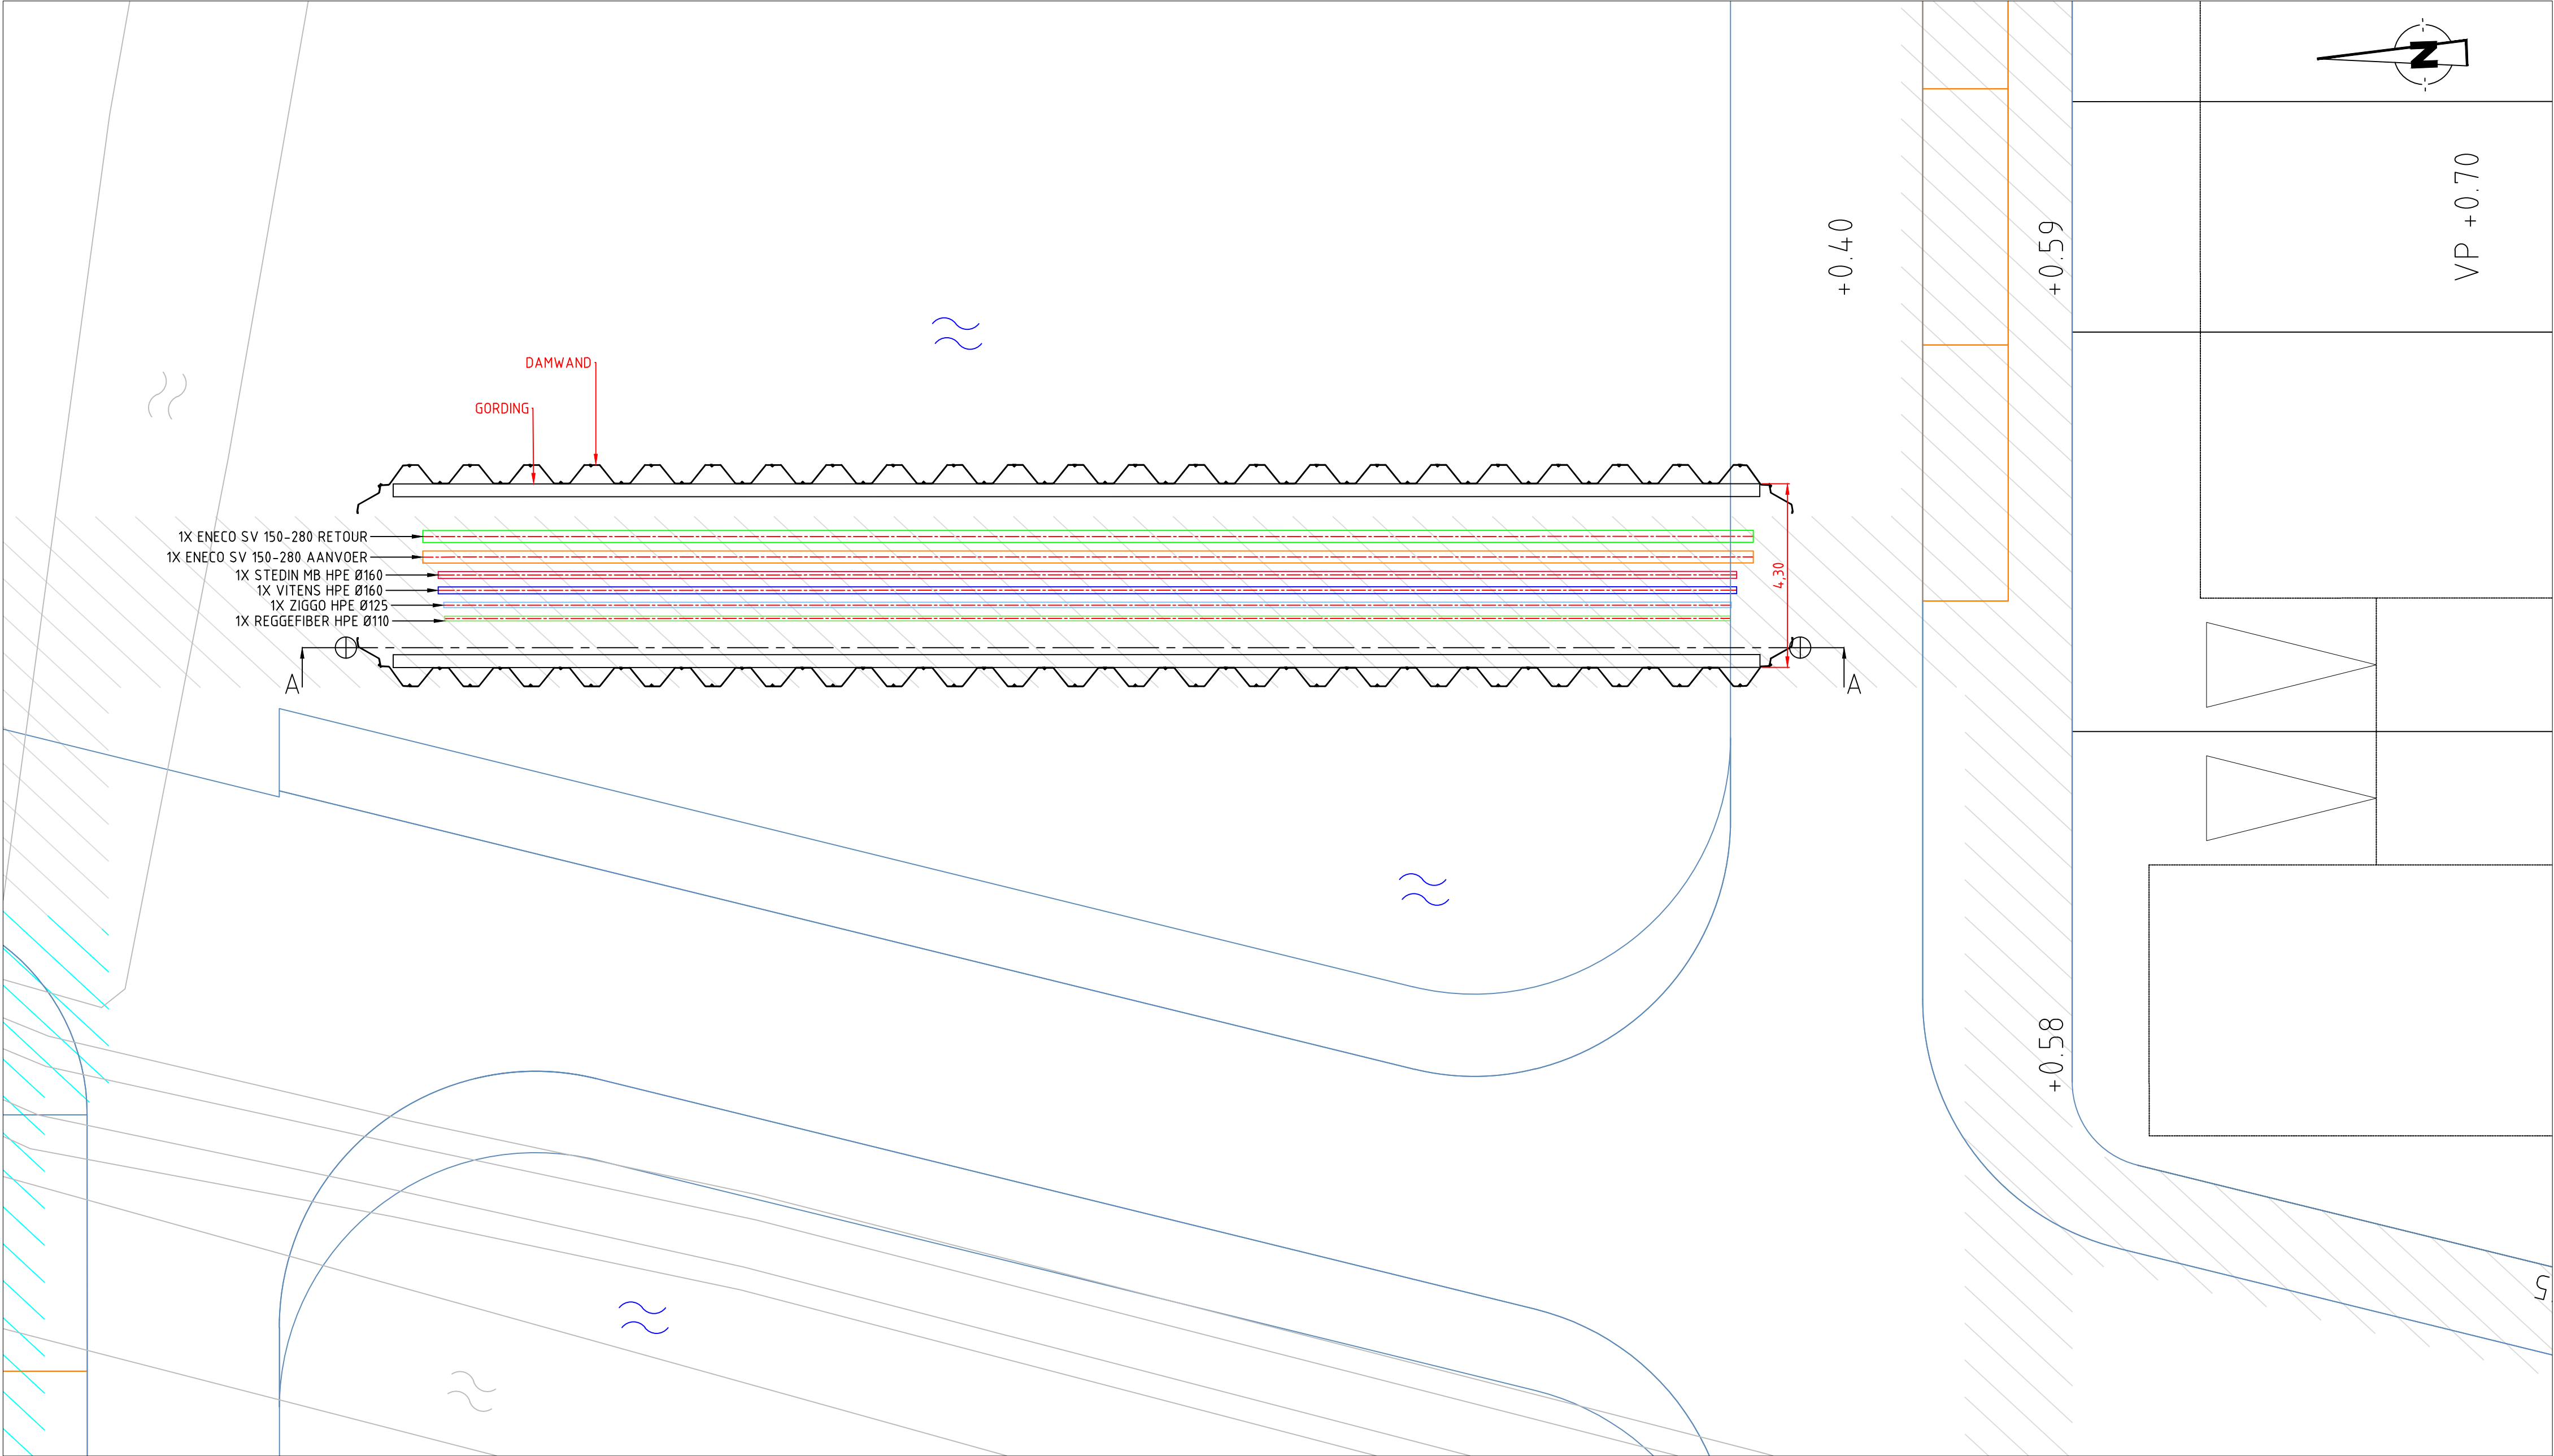 N
VP +0.70
+0.40
+0.59
DAMWAND
GORDING
1X ENECO SV 150-280 RETOUR
1X ENECO SV 150-280 AANVOER
1X STEDIN MB HPE Ø160
1X VITENS HPE Ø160
1X ZIGGO HPE Ø125
1X REGGEFIBER HPE Ø110
4,30
A
A
+0.58
5